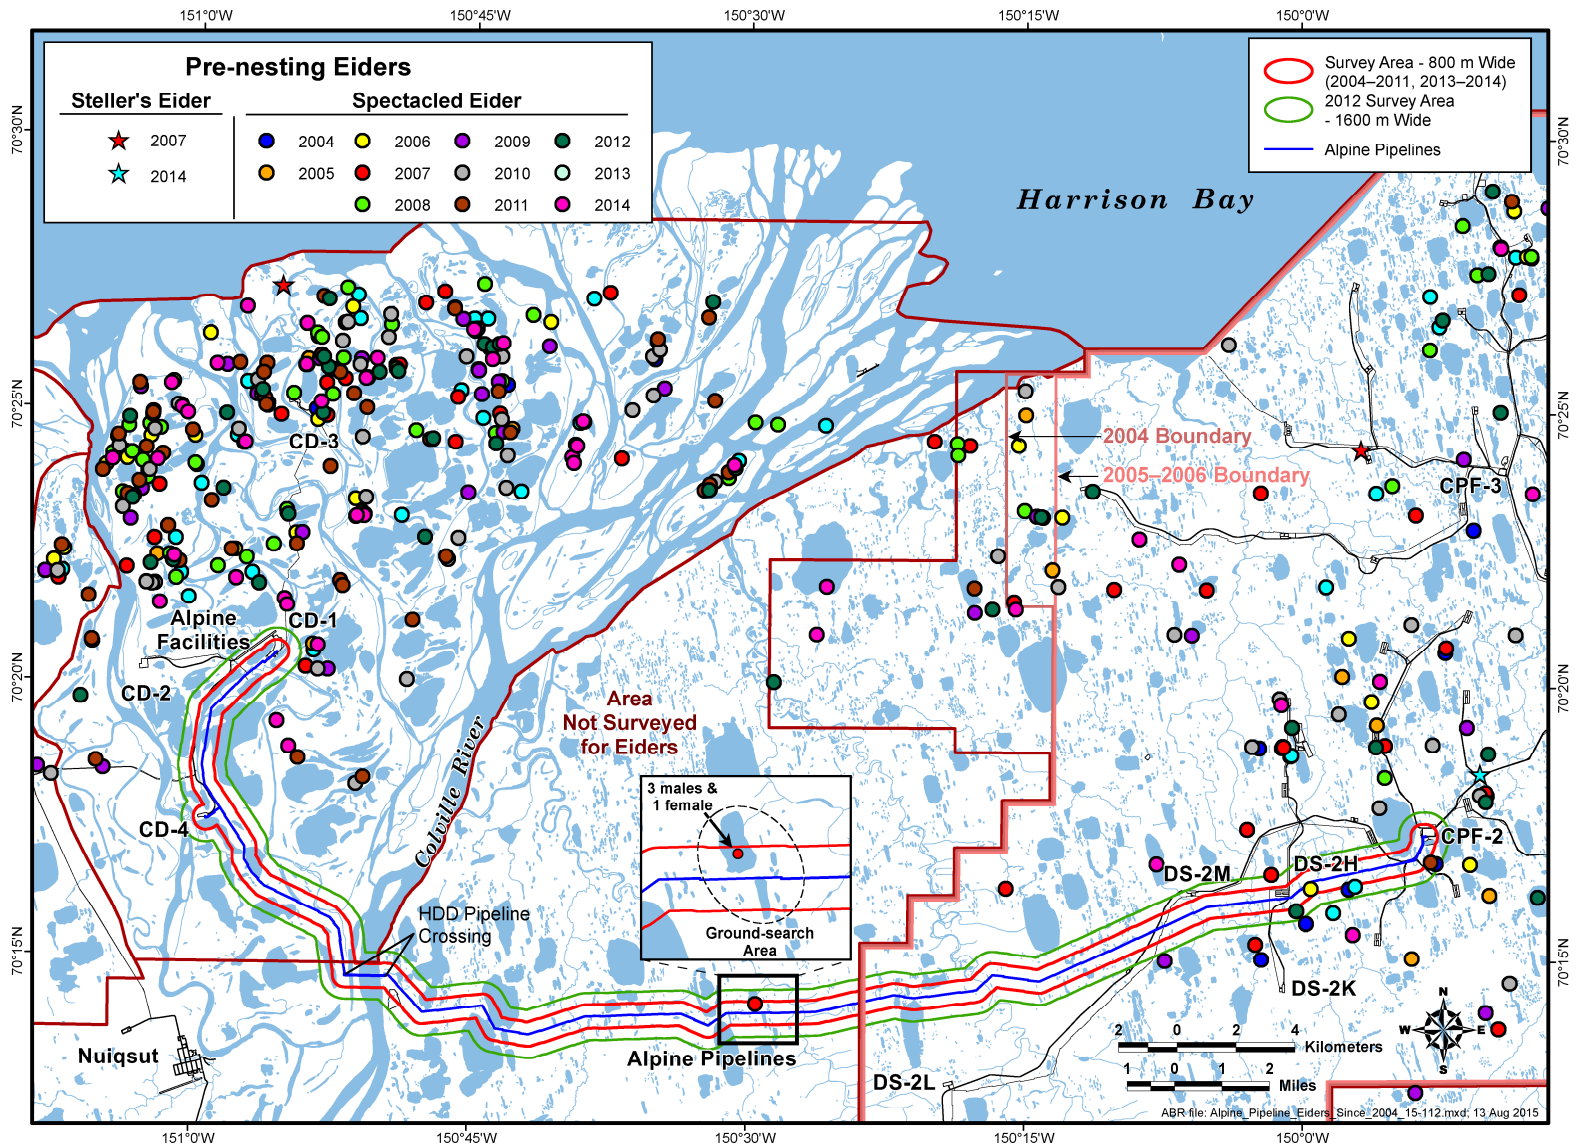 151°0'W
150°45'W
150°30'W
150°15'W
150°0'W
Pre-nesting Eiders
Steller's Eider
Spectacled Eider
2007
2014
2004
2005
2006
2007
2008
2009
2010
2011
2012
2013
2014
Survey Area - 800 m Wide
(2004–2011, 2013–2014)
2012 Survey Area
- 1600 m Wide
Alpine Pipelines
70°30'N
70°30'N
Harrison Bay
70°25'N
70°25'N
CD-3
2004 Boundary
2005–2006 Boundary
CPF-3
Alpine
Facilities
CD-1
CD-2
70°20'N
70°20'N
Area
Not Surveyed
for Eiders
Colville River
3 males &
1 female
Ground-search
Area
CD-4
CPF-2
DS-2M
DS-2H
HDD Pipeline
Crossing
70°15'N
70°15'N
DS-2K
N
W
E
S
2
0
2
4
Kilometers
1
0
1
2
Miles
Nuiqsut
Alpine Pipelines
DS-2L
ABR file: Alpine_Pipeline_Eiders_Since_2004_15-112.mxd; 13 Aug 2015
151°0'W
150°45'W
150°30'W
150°15'W
150°0'W